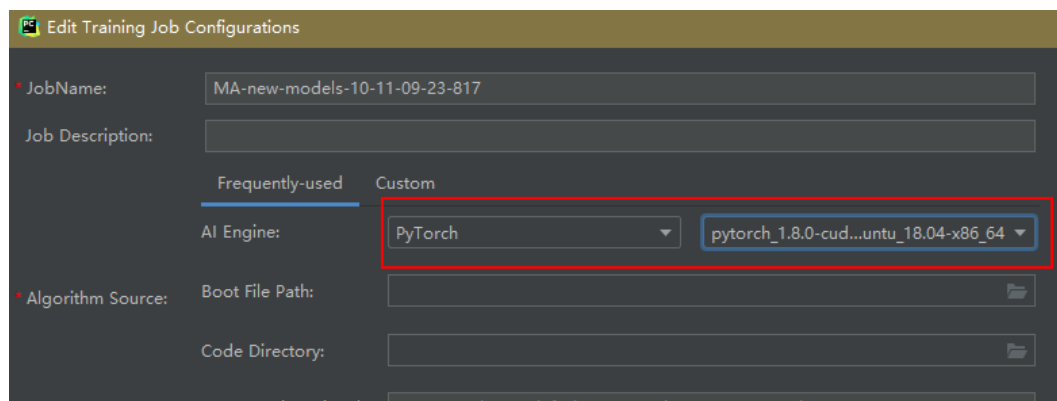 PC Edit Training Job Configurations
* JobName: MA-new-models-10-11-09-23-817
Job Description:
Frequently-used Custom
AI Engine: PyTorch pytorch_1.8.0-cud...untu_18.04-x86_64
* Algorithm Source: Boot File Path:
Code Directory: